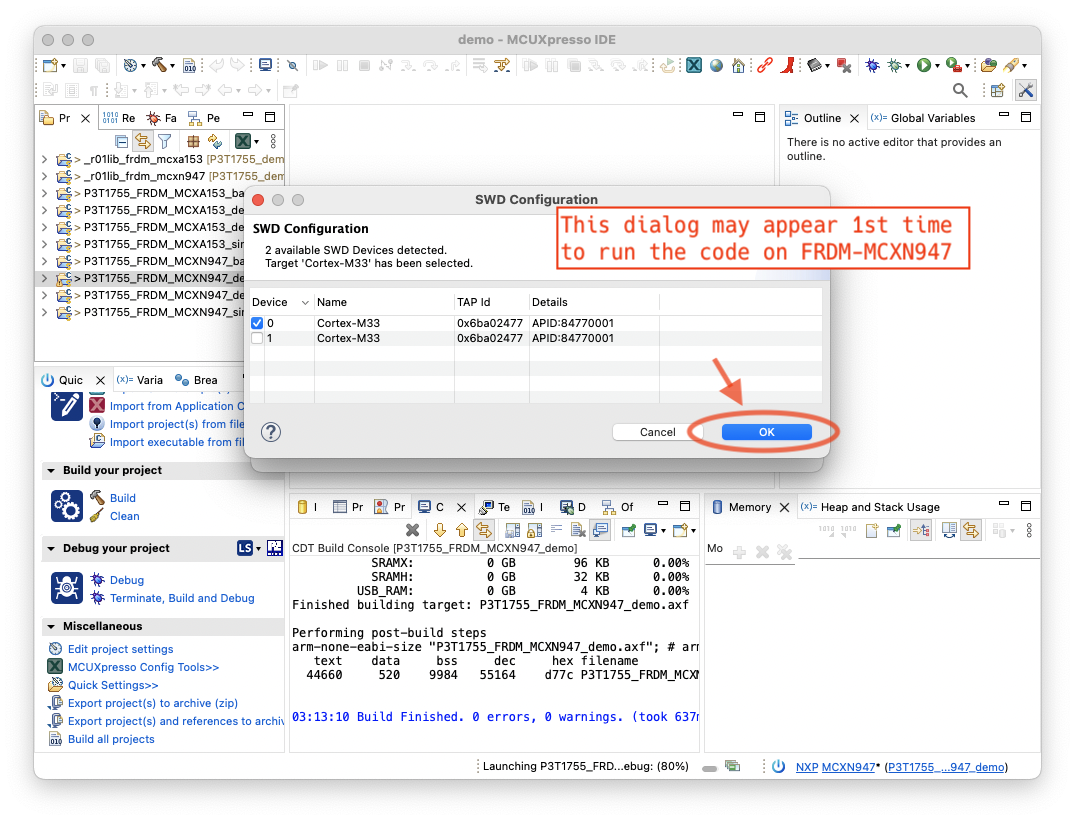 demo - MCUXpresso IDE
Pr
Re
Fa
Pe
> _r01lib_frdm_mcxa153 [P3T1755_dem
> _r01lib_frdm_mcxn947 [P3T1755_dem
> P3T1755_FRDM_MCXA153_ba
> P3T1755_FRDM_MCXA153_de
> P3T1755_FRDM_MCXA153_de
> P3T1755_FRDM_MCXA153_sir
> P3T1755_FRDM_MCXN947_ba
> P3T1755_FRDM_MCXN947_de
> P3T1755_FRDM_MCXN947_de
> P3T1755_FRDM_MCXN947_sir
Outline
(x)= Global Variables
There is no active editor that provides an
outline.
SWD Configuration
SWD Configuration
2 available SWD Devices detected.
Target 'Cortex-M33' has been selected.
This dialog may appear 1st time
to run the code on FRDM-MCXN947
Device Name TAP Id Details
0 Cortex-M33 0x6ba02477 APID:84770001
1 Cortex-M33 0x6ba02477 APID:84770001
?
Cancel
OK
Quic
(x)= Varia
Brea
Import from Application C
Import project(s) from file
Import executable from fil
Build your project
Build
Clean
Debug your project
LS
Debug
Terminate, Build and Debug
Miscellaneous
Edit project settings
MCUXpresso Config Tools>>
Quick Settings>>
Export project(s) to archive (zip)
Export project(s) and references to archiv
Build all projects
I
Pr
Pr
C
Te
I
D
Of
CDT Build Console [P3T1755_FRDM_MCXN947_demo]
SRAMX: 0 GB 96 KB 0.00%
SRAMH: 0 GB 32 KB 0.00%
USB_RAM: 0 GB 4 KB 0.00%
Finished building target: P3T1755_FRDM_MCXN947_demo.axf
Performing post-build steps
arm-none-eabi-size "P3T1755_FRDM_MCXN947_demo.axf"; # arm
text data bss dec hex filename
44660 520 9984 55164 d77c P3T1755_FRDM_MCXN
03:13:10 Build Finished. 0 errors, 0 warnings. (took 637m
Memory
(x)= Heap and Stack Usage
Mo
Launching P3T1755_FRD...ebug: (80%)
NXP MCXN947* (P3T1755_...947_demo)